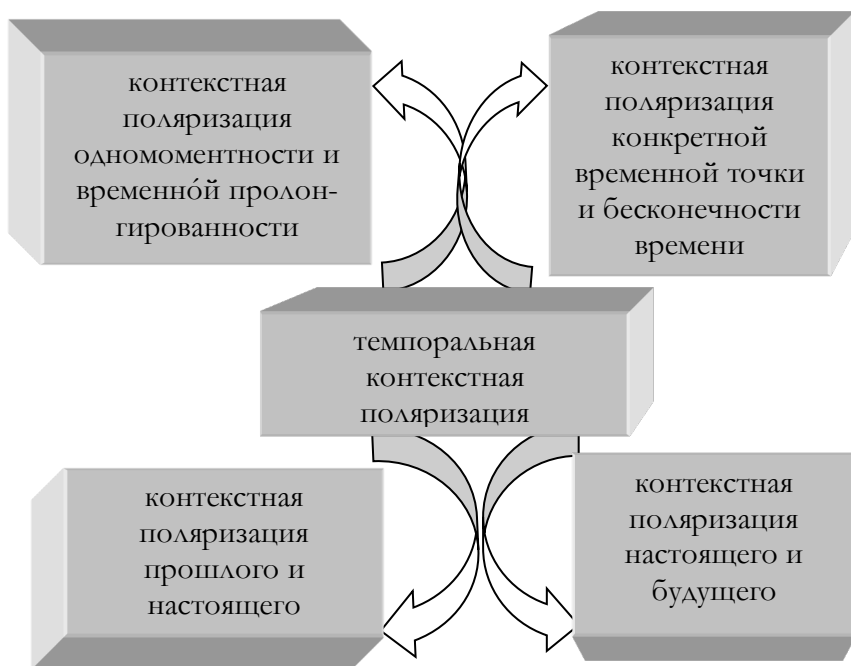 контекстная
поляризация
одномоментности и
временнóй пролон-
гированности
контекстная
поляризация
конкретной
временной точки
и бесконечности
времени
темпоральная
контекстная
поляризация
контекстная
поляризация
прошлого и
настоящего
контекстная
поляризация
настоящего и
будущего